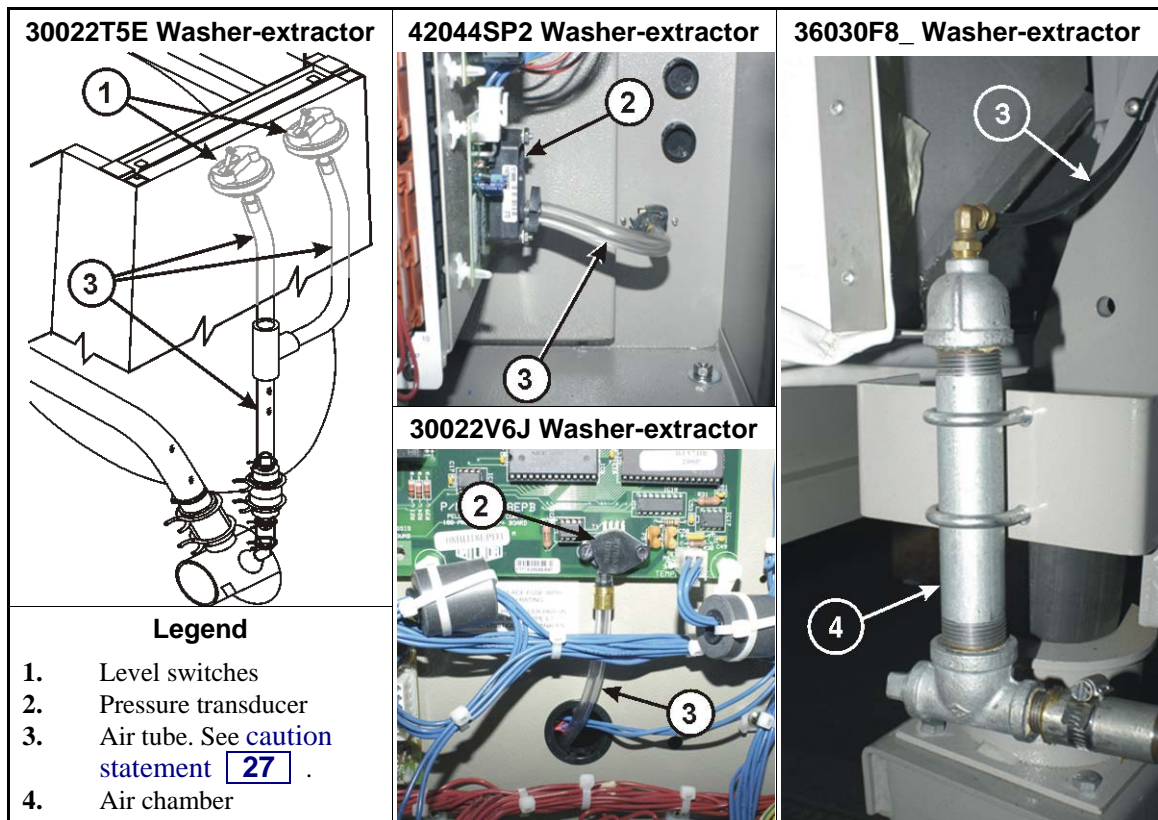 30022T5E Washer-extractor
1
3
Legend
1. Level switches
2. Pressure transducer
3. Air tube. See caution
statement 27 .
4. Air chamber
42044SP2 Washer-extractor
2
3
30022V6J Washer-extractor
2
3
36030F8_ Washer-extractor
3
4